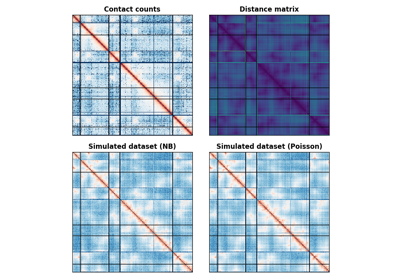 Contact counts
Distance matrix
Simulated dataset (NB)
Simulated dataset (Poisson)